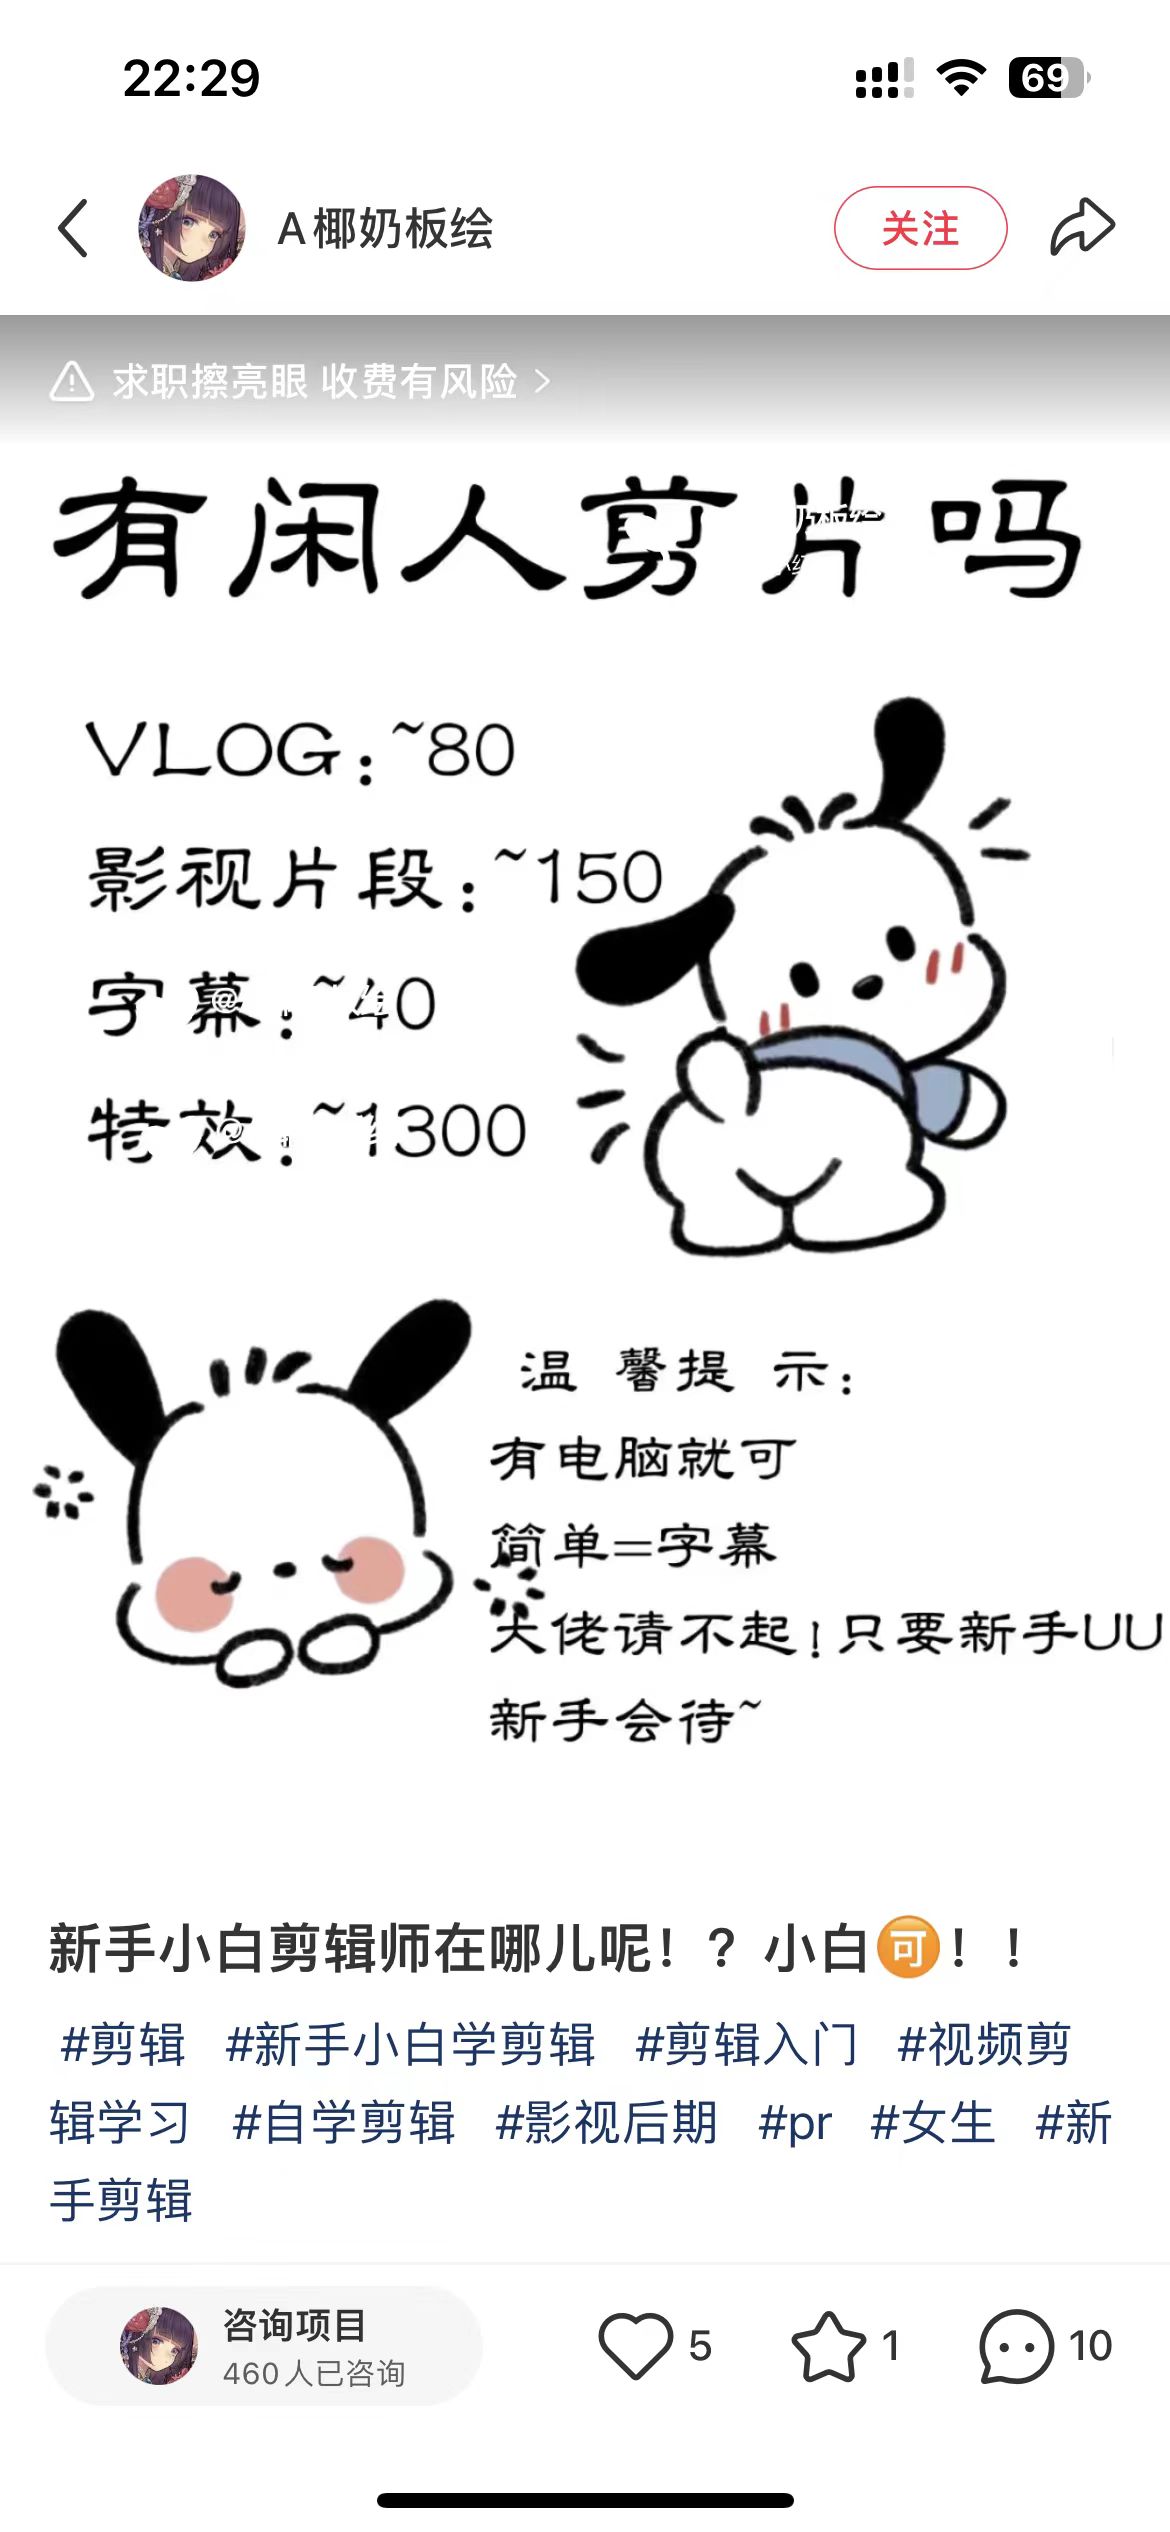 22:29
69
A椰奶板绘
关注
求职擦亮眼 收费有风险 >
有闲人剪片吗
VLOG:~80
影视片段:~150
字幕:~40
特效:~1300
温馨提示:
有电脑就可
简单=字幕
大佬请不起!只要新手UU
新手会待~
新手小白剪辑师在哪儿呢!?小白🉑!!
#剪辑 #新手小白学剪辑 #剪辑入门 #视频剪
辑学习 #自学剪辑 #影视后期 #pr #女生 #新
手剪辑
咨询项目
460人已咨询
5
1
10